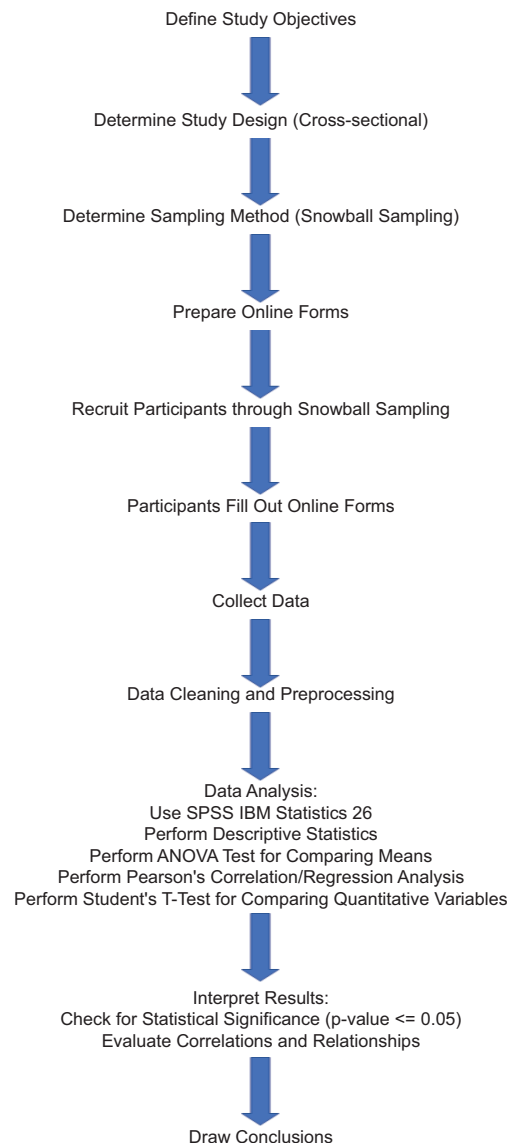 Define Study Objectives
Determine Study Design (Cross-sectional)
Determine Sampling Method (Snowball Sampling)
Prepare Online Forms
Recruit Participants through Snowball Sampling
Participants Fill Out Online Forms
Collect Data
Data Cleaning and Preprocessing
Data Analysis:
Use SPSS IBM Statistics 26
Perform Descriptive Statistics
Perform ANOVA Test for Comparing Means
Perform Pearson's Correlation/Regression Analysis
Perform Student's T-Test for Comparing Quantitative Variables
Interpret Results:
Check for Statistical Significance (p-value <= 0.05)
Evaluate Correlations and Relationships
Draw Conclusions